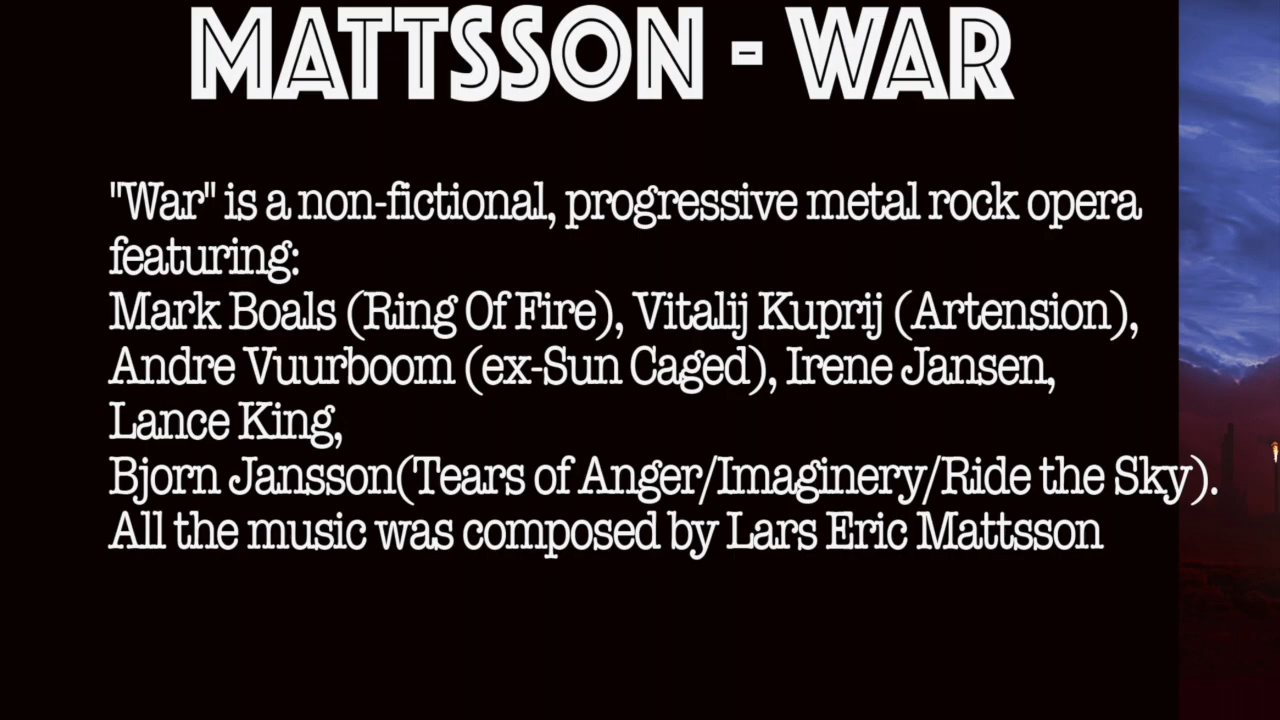 MATTSSON - WAR
"War" is a non-fictional, progressive metal rock opera
featuring:
Mark Boals (Ring Of Fire), Vitalij Kuprij (Artension),
Andre Vuurboom (ex-Sun Caged), Irene Jansen,
Lance King,
Bjorn Jansson(Tears of Anger/Imaginery/Ride the Sky).
All the music was composed by Lars Eric Mattsson